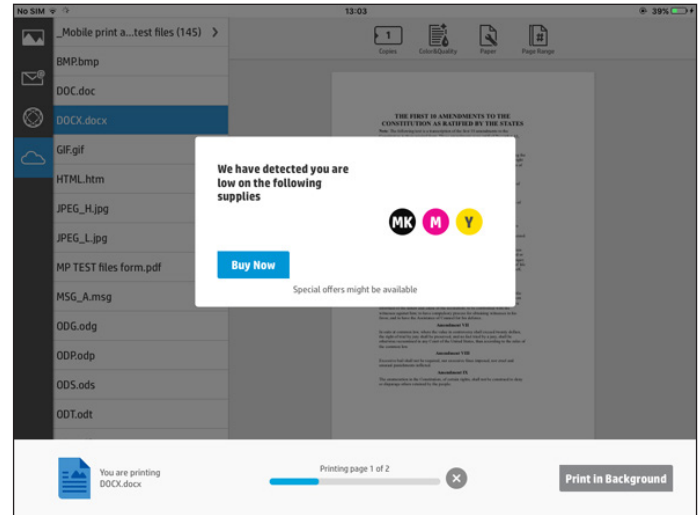 No SIM
13:03
39%
_Mobile print a...test files (145)
BMP.bmp
DOC.doc
DOCX.docx
GIF.gif
HTML.htm
JPEG_H.jpg
JPEG_L.jpg
MP TEST files form.pdf
MSG_A.msg
ODG.odg
ODP.odp
ODS.ods
ODT.odt
1
Copies
Color&Quality
Paper
#
Page Range
THE FIRST 10 AMENDMENTS TO THE
CONSTITUTION AS RATIFIED BY THE STATES
We have detected you are
low on the following
supplies
MK M Y
Buy Now
Special offers might be available
Amendment VII
Amendment VIII
Amendment IX
You are printing
DOCX.docx
Printing page 1 of 2
Print in Background